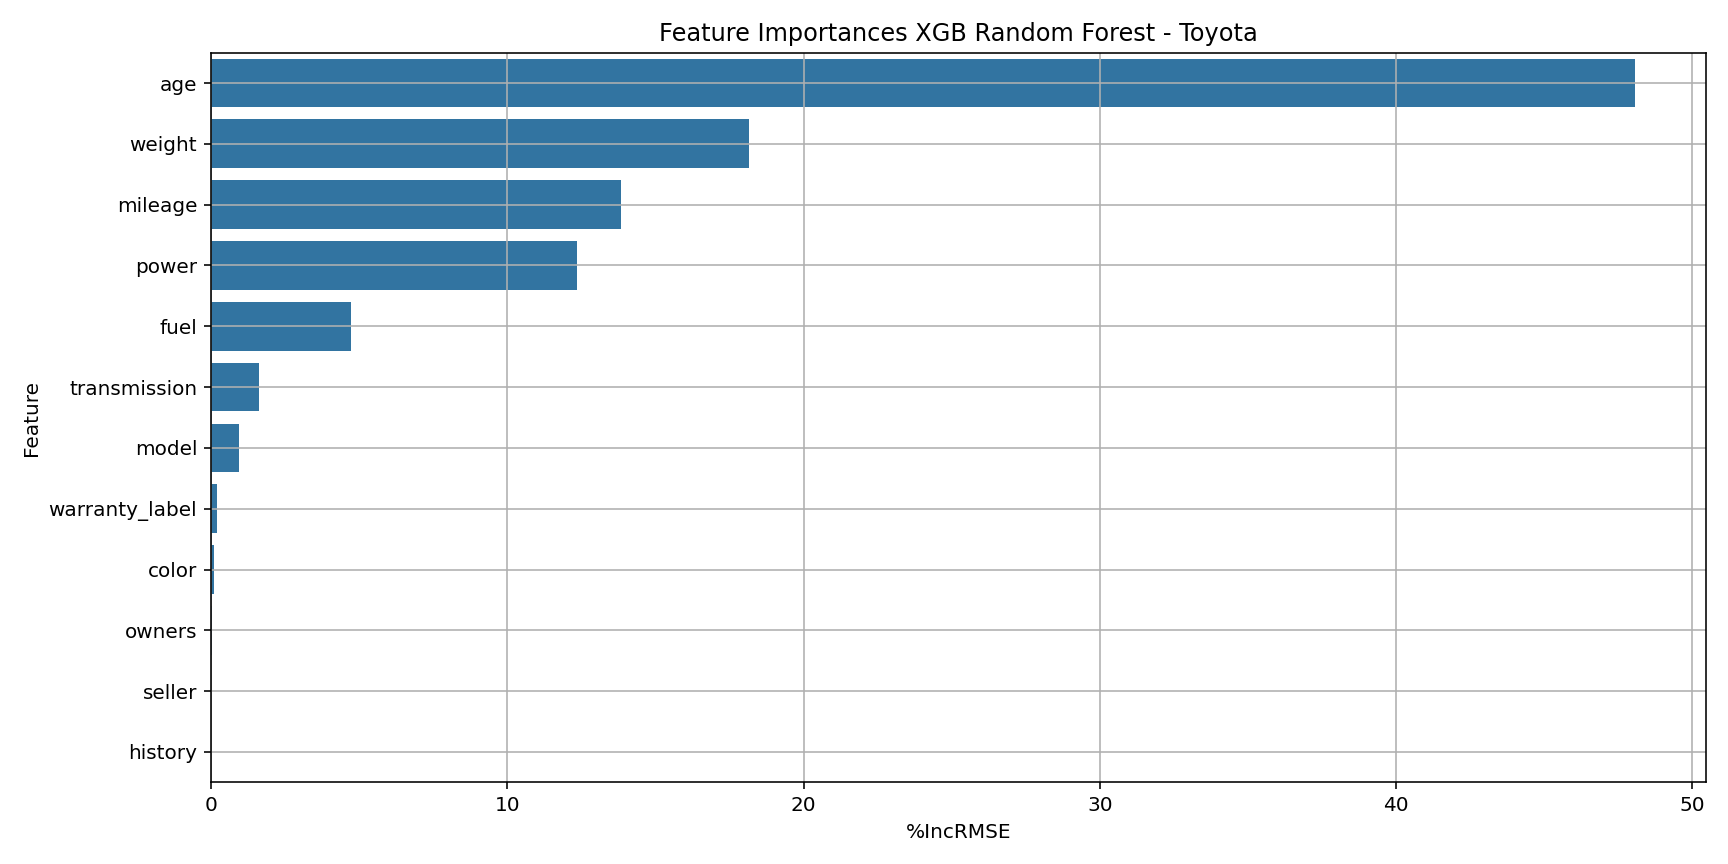 Feature Importances XGB Random Forest - Toyota
age
weight
mileage
power
fuel
transmission
model
warranty_label
color
owners
seller
history
Feature
0 10 20 30 40 50
%IncRMSE